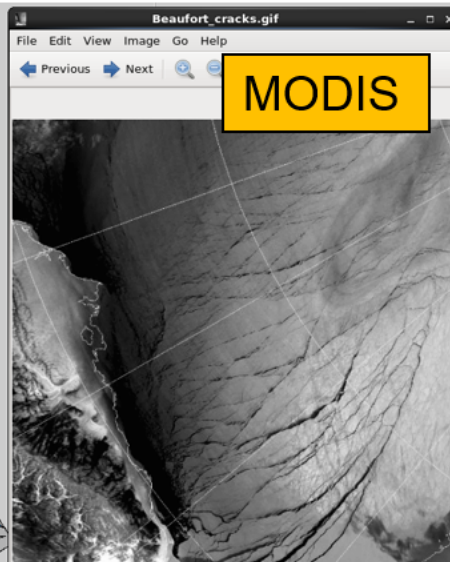 Beaufort_cracks.gif
File Edit View Image Go Help
Previous Next
MODIS